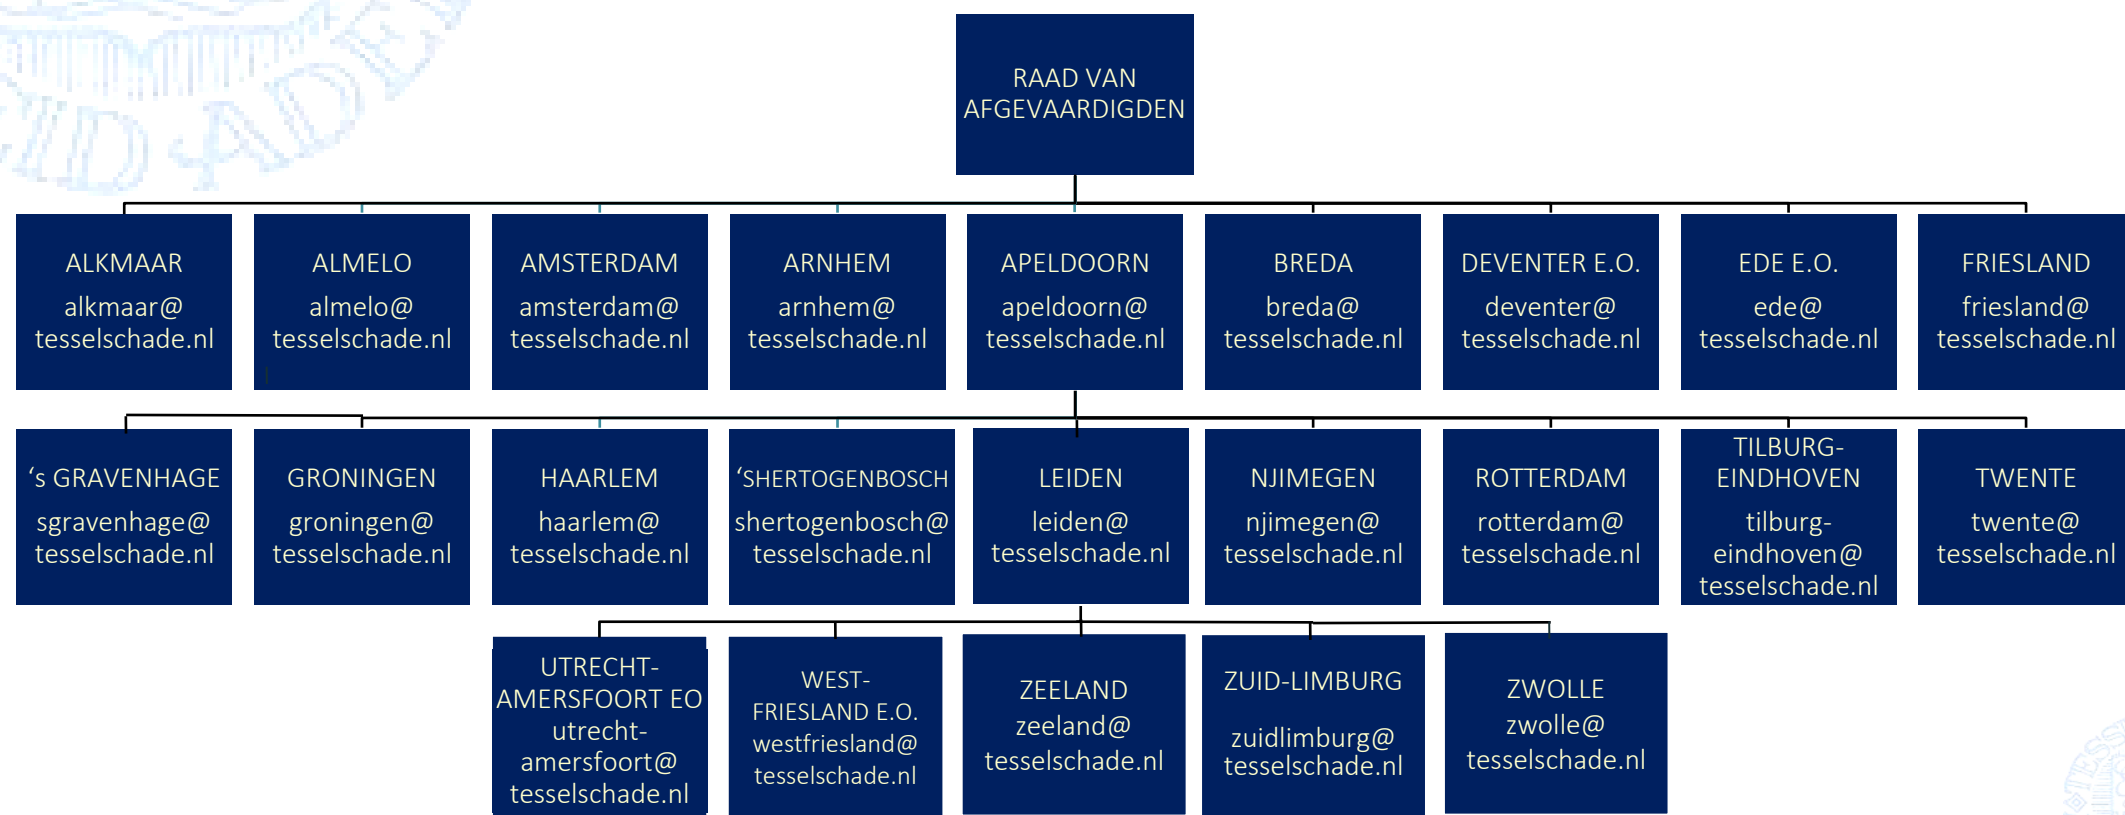 RAAD VAN
AFGEVAARDIGDEN
ALKMAAR
alkmaar@
tesselschade.nl
ALMELO
almelo@
tesselschade.nl
AMSTERDAM
amsterdam@
tesselschade.nl
ARNHEM
arnhem@
tesselschade.nl
APELDOORN
apeldoorn@
tesselschade.nl
BREDA
breda@
tesselschade.nl
DEVENTER E.O.
deventer@
tesselschade.nl
EDE E.O.
ede@
tesselschade.nl
FRIESLAND
friesland@
tesselschade.nl
‘s GRAVENHAGE
sgravenhage@
tesselschade.nl
GRONINGEN
groningen@
tesselschade.nl
HAARLEM
haarlem@
tesselschade.nl
‘SHERTOGENBOSCH
shertogenbosch@
tesselschade.nl
LEIDEN
leiden@
tesselschade.nl
NJIMEGEN
njimegen@
tesselschade.nl
ROTTERDAM
rotterdam@
tesselschade.nl
TILBURG-
EINDHOVEN
tilburg-
eindhoven@
tesselschade.nl
TWENTE
twente@
tesselschade.nl
UTRECHT-
AMERSFOORT EO
utrecht-
amersfoort@
tesselschade.nl
WEST-
FRIESLAND E.O.
westfriesland@
tesselschade.nl
ZEELAND
zeeland@
tesselschade.nl
ZUID-LIMBURG
zuidlimburg@
tesselschade.nl
ZWOLLE
zwolle@
tesselschade.nl